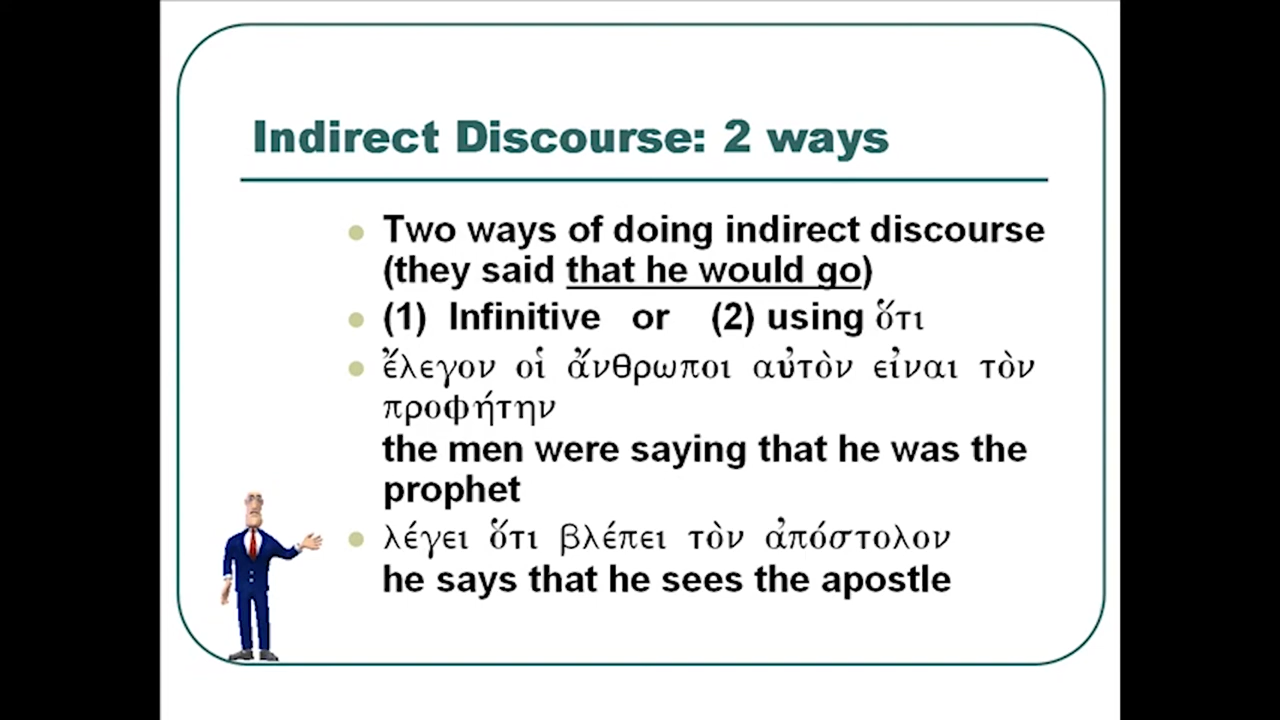 Indirect Discourse: 2 ways
Two ways of doing indirect discourse
(they said that he would go)
(1) Infinitive or (2) using ὅτι
ἔλεγον οἱ ἄνθρωποι αὐτὸν εἰναι τὸν
προφήτην
the men were saying that he was the
prophet
λέγει ὅτι βλέπει τὸν ἀπόστολον
he says that he sees the apostle